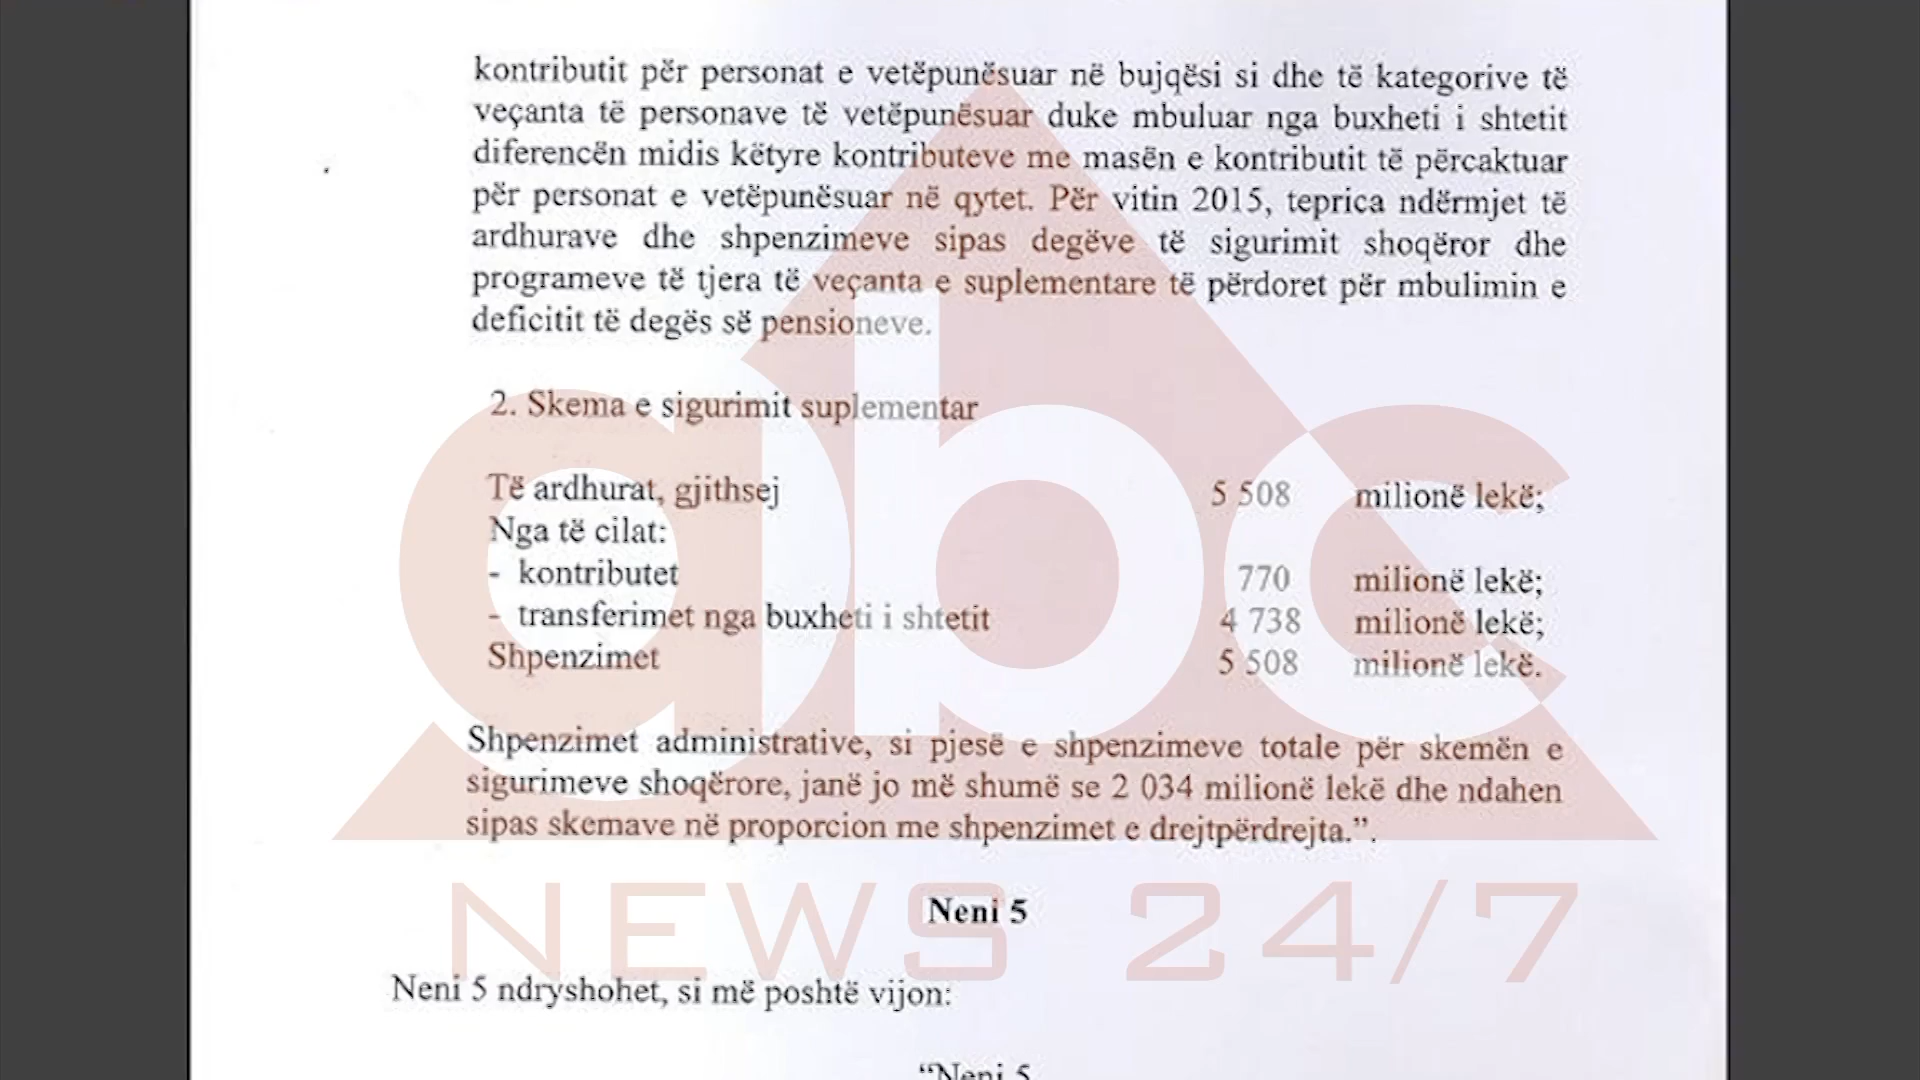 kontributit për personat e vetëpunësuar në bujqësi si dhe të kategorive të
veçanta të personave të vetëpunësuar duke mbuluar nga buxheti i shtetit
diferencën midis këtyre kontributeve me masën e kontributit të përcaktuar
për personat e vetëpunësuar në qytet. Për vitin 2015, teprica ndërmjet të
ardhurave dhe shpenzimeve sipas degëve të sigurimit shoqëror dhe
programeve të tjera të veçanta e suplementare të përdoret për mbulimin e
deficitit të degës së pensioneve.
2. Skema e sigurimit suplementar
Të ardhurat, gjithsej 5 508 milionë lekë;
Nga të cilat:
- kontributet 770 milionë lekë;
- transferimet nga buxheti i shtetit 4 738 milionë lekë;
Shpenzimet 5 508 milionë lekë.
Shpenzimet administrative, si pjesë e shpenzimeve totale për skemën e
sigurimeve shoqërore, janë jo më shumë se 2 034 milionë lekë dhe ndahen
sipas skemave në proporcion me shpenzimet e drejtpërdrejta.”.
Neni 5
Neni 5 ndryshohet, si më poshtë vijon:
“Neni 5
abc
NEWS 24/7